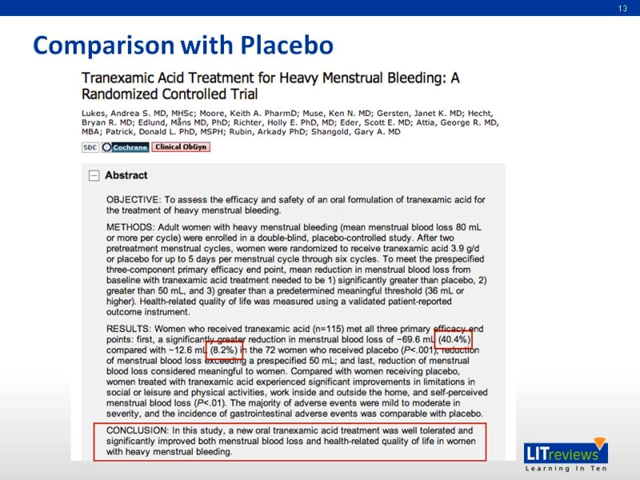 13
Comparison with Placebo
Tranexamic Acid Treatment for Heavy Menstrual Bleeding: A
Randomized Controlled Trial
Lukes, Andrea S. MD, MHSc; Moore, Keith A. PharmD; Muse, Ken N. MD; Gersten, Janet K. MD; Hecht,
Bryan R. MD; Edlund, Måns MD, PhD; Richter, Holly E. PhD, MD; Eder, Scott E. MD; Attia, George R. MD,
MBA; Patrick, Donald L. PhD, MSPH; Rubin, Arkady PhD; Shangold, Gary A. MD
SDC Cochrane Clinical ObGyn
Abstract
OBJECTIVE: To assess the efficacy and safety of an oral formulation of tranexamic acid for
the treatment of heavy menstrual bleeding.
METHODS: Adult women with heavy menstrual bleeding (mean menstrual blood loss 80 mL
or more per cycle) were enrolled in a double-blind, placebo-controlled study. After two
pretreatment menstrual cycles, women were randomized to receive tranexamic acid 3.9 g/d
or placebo for up to 5 days per menstrual cycle through six cycles. To meet the prespecified
three-component primary efficacy end point, mean reduction in menstrual blood loss from
baseline with tranexamic acid treatment needed to be 1) significantly greater than placebo, 2)
greater than 50 mL, and 3) greater than a predetermined meaningful threshold (36 mL or
higher). Health-related quality of life was measured using a validated patient-reported
outcome instrument.
RESULTS: Women who received tranexamic acid (n=115) met all three primary efficacy end
points: first, a significantly greater reduction in menstrual blood loss of −69.6 mL (40.4%)
compared with −12.6 mL (8.2%) in the 72 women who received placebo (P<.001); reduction
of menstrual blood loss exceeding a prespecified 50 mL; and last, reduction of menstrual
blood loss considered meaningful to women. Compared with women receiving placebo,
women treated with tranexamic acid experienced significant improvements in limitations in
social or leisure and physical activities, work inside and outside the home, and self-perceived
menstrual blood loss (P<.01). The majority of adverse events were mild to moderate in
severity, and the incidence of gastrointestinal adverse events was comparable with placebo.
CONCLUSION: In this study, a new oral tranexamic acid treatment was well tolerated and
significantly improved both menstrual blood loss and health-related quality of life in women
with heavy menstrual bleeding.
LITreviews
Learning In Ten